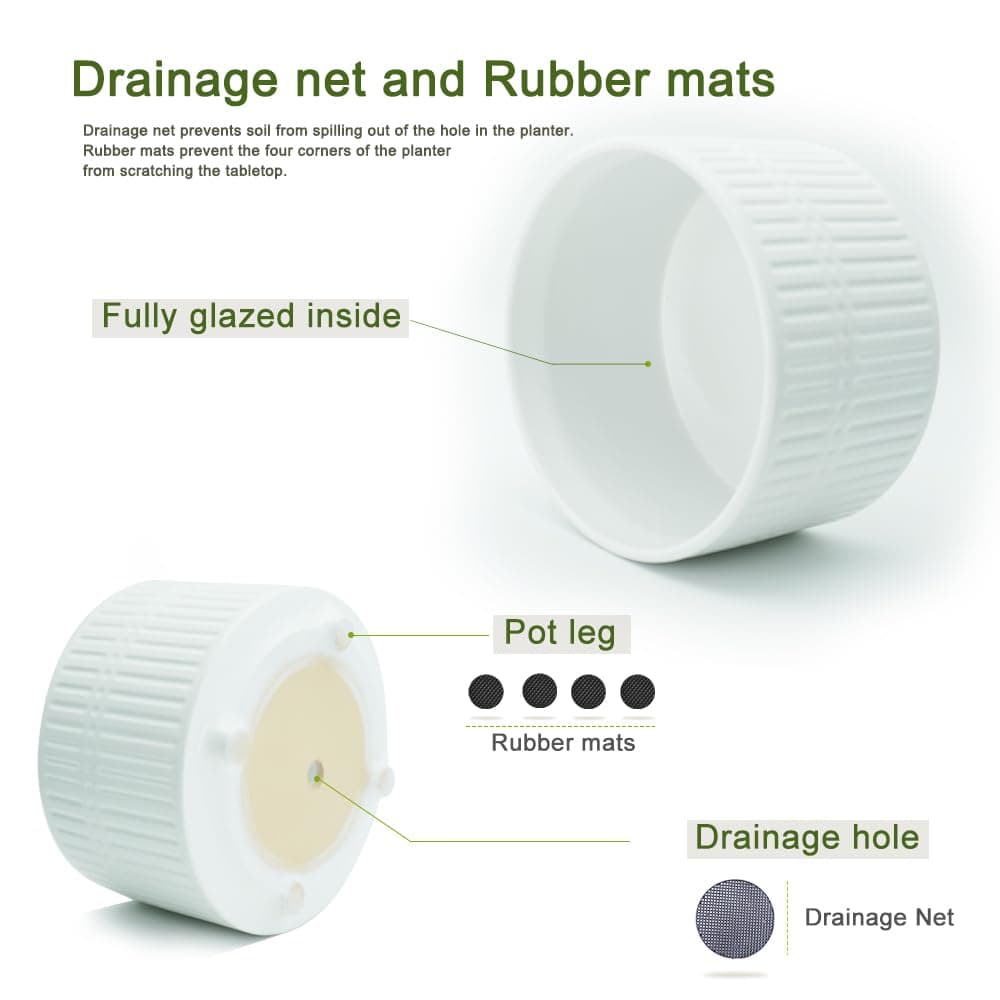 Drainage net and Rubber mats
Drainage net prevents soil from spilling out of the hole in the planter.
Rubber mats prevent the four corners of the planter
from scratching the tabletop.
Fully glazed inside
Pot leg
Rubber mats
Drainage hole
Drainage Net